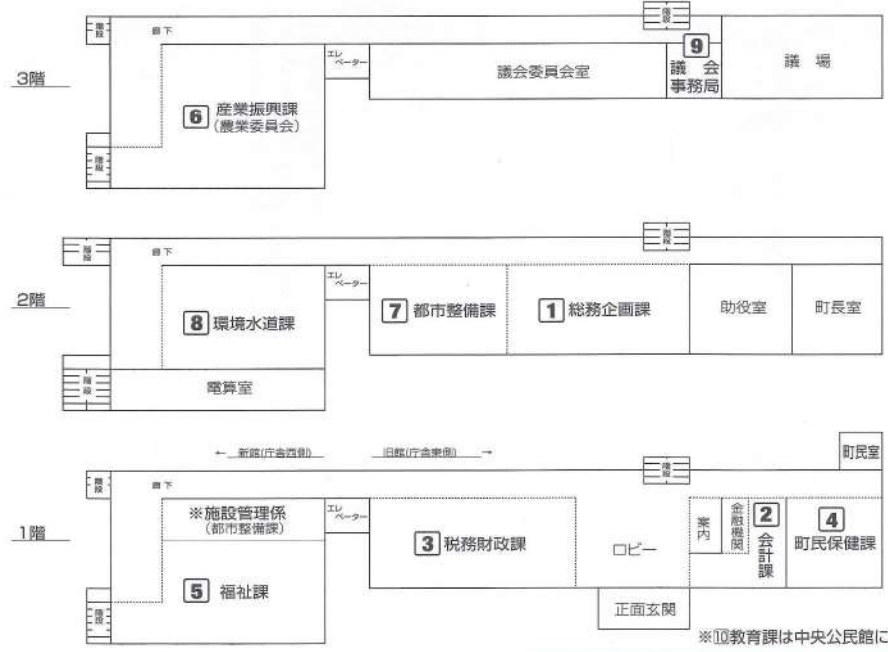 階段
廊下
階段
エレ
ベーター
議会委員会室
9
議会
事務局
議場
3階
6 産業振興課
(農業委員会)
階段
階段
廊下
階段
エレ
ベーター
2階
8 環境水道課
7 都市整備課
1 総務企画課
助役室
町長室
階段
電算室
← 新館(庁舎西側)
旧館(庁舎東側) →
町民室
階段
廊下
階段
エレ
ベーター
1階
※施設管理係
(都市整備課)
3 税務財政課
ロビー
案内
金融機関
2
会計課
4
町民保健課
5 福祉課
階段
正面玄関
※⑩教育課は中央公民館に